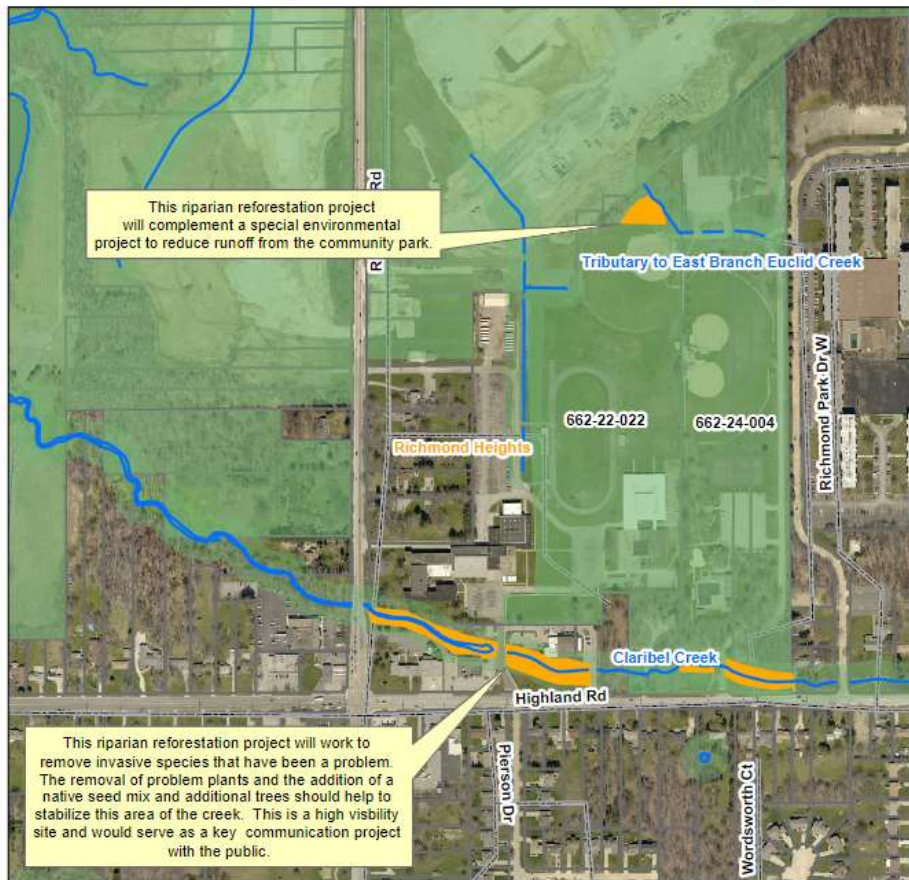 R
Rd
This riparian reforestation project
will complement a special environmental
project to reduce runoff from the community park.
Tributary to East Branch Euclid Creek
Richmond Park Dr W
662-22-022
662-24-004
Richmond Heights
Claribel Creek
Highland Rd
This riparian reforestation project will work to
remove invasive species that have been a problem.
The removal of problem plants and the addition of a
native seed mix and additional trees should help to
stabilize this area of the creek. This is a high visbility
site and would serve as a key communication project
with the public.
Pierson Dr
Wordsworth Ct